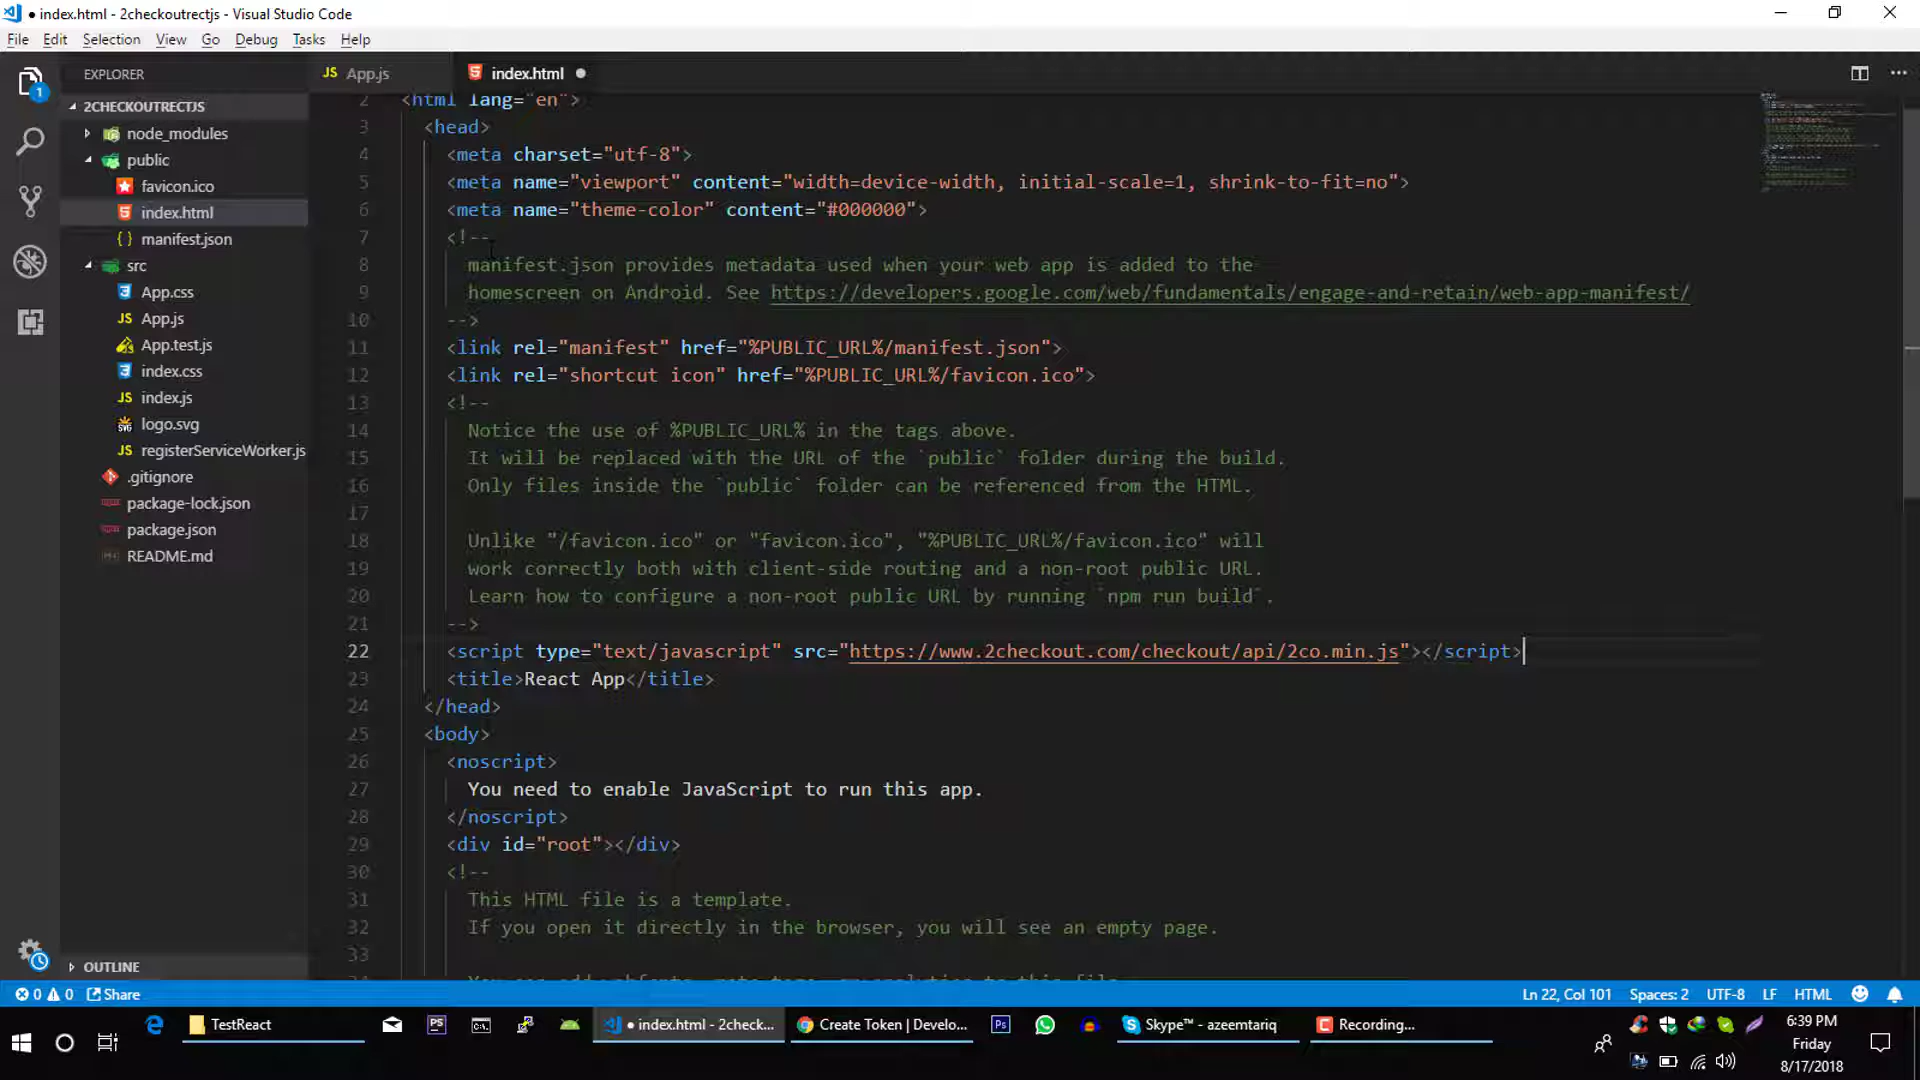 ● index.html - 2checkoutrectjs - Visual Studio Code
File Edit Selection View Go Debug Tasks Help
EXPLORER
JS App.js
index.html ●
1
2CHECKOUTRECTJS
node_modules
public
favicon.ico
index.html
{ } manifest.json
src
App.css
JS App.js
App.test.js
index.css
JS index.js
logo.svg
JS registerServiceWorker.js
.gitignore
package-lock.json
package.json
README.md
OUTLINE
2 <html lang="en">
3 <head>
4 <meta charset="utf-8">
5 <meta name="viewport" content="width=device-width, initial-scale=1, shrink-to-fit=no">
6 <meta name="theme-color" content="#000000">
7 <!--
8 manifest.json provides metadata used when your web app is added to the
9 homescreen on Android. See https://developers.google.com/web/fundamentals/engage-and-retain/web-app-manifest/
10 -->
11 <link rel="manifest" href="%PUBLIC_URL%/manifest.json">
12 <link rel="shortcut icon" href="%PUBLIC_URL%/favicon.ico">
13 <!--
14 Notice the use of %PUBLIC_URL% in the tags above.
15 It will be replaced with the URL of the `public` folder during the build.
16 Only files inside the `public` folder can be referenced from the HTML.
17
18 Unlike "/favicon.ico" or "favicon.ico", "%PUBLIC_URL%/favicon.ico" will
19 work correctly both with client-side routing and a non-root public URL.
20 Learn how to configure a non-root public URL by running `npm run build`.
21 -->
22 <script type="text/javascript" src="https://www.2checkout.com/checkout/api/2co.min.js"></script>
23 <title>React App</title>
24 </head>
25 <body>
26 <noscript>
27 You need to enable JavaScript to run this app.
28 </noscript>
29 <div id="root"></div>
30 <!--
31 This HTML file is a template.
32 If you open it directly in the browser, you will see an empty page.
33
0 0 Share
Ln 22, Col 101 Spaces: 2 UTF-8 LF HTML
TestReact
PS
● index.html - 2check...
Create Token | Develo...
Ps
Skype™ - azeemtariq
Recording...
6:39 PM
Friday
8/17/2018